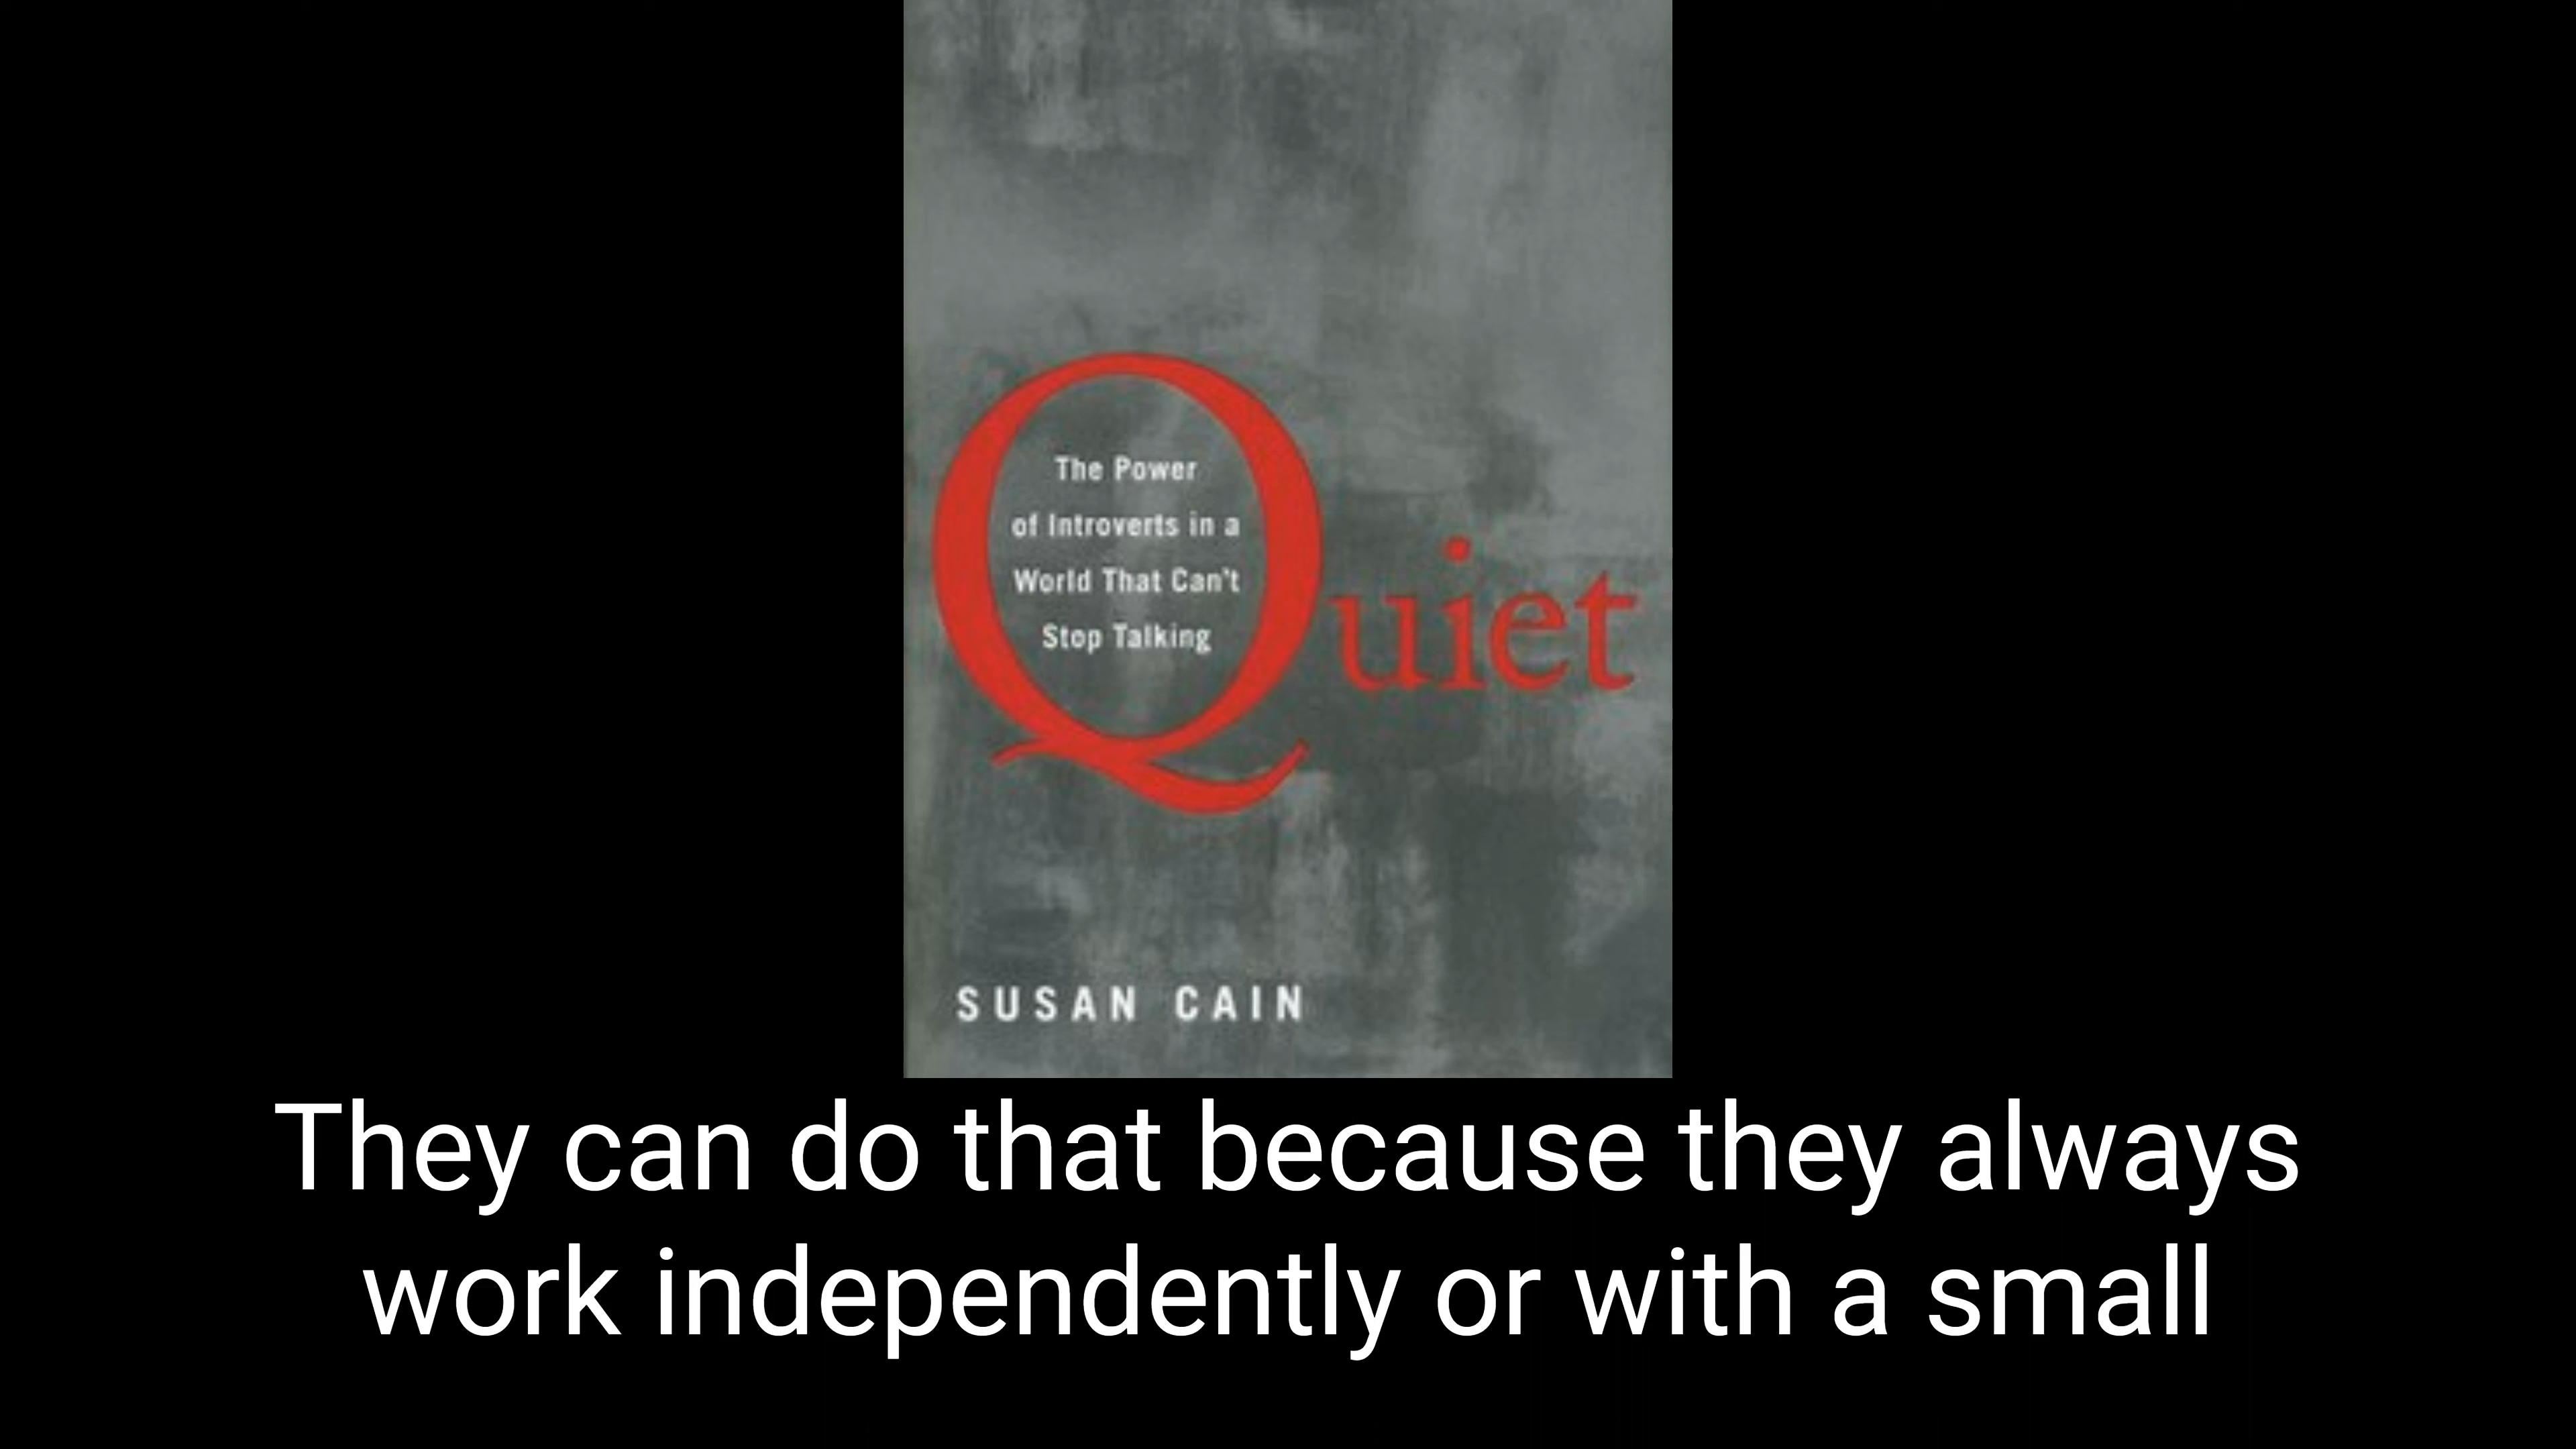 The Power
of Introverts in a
World That Can't
Stop Talking
Quiet
SUSAN CAIN
They can do that because they always
work independently or with a small